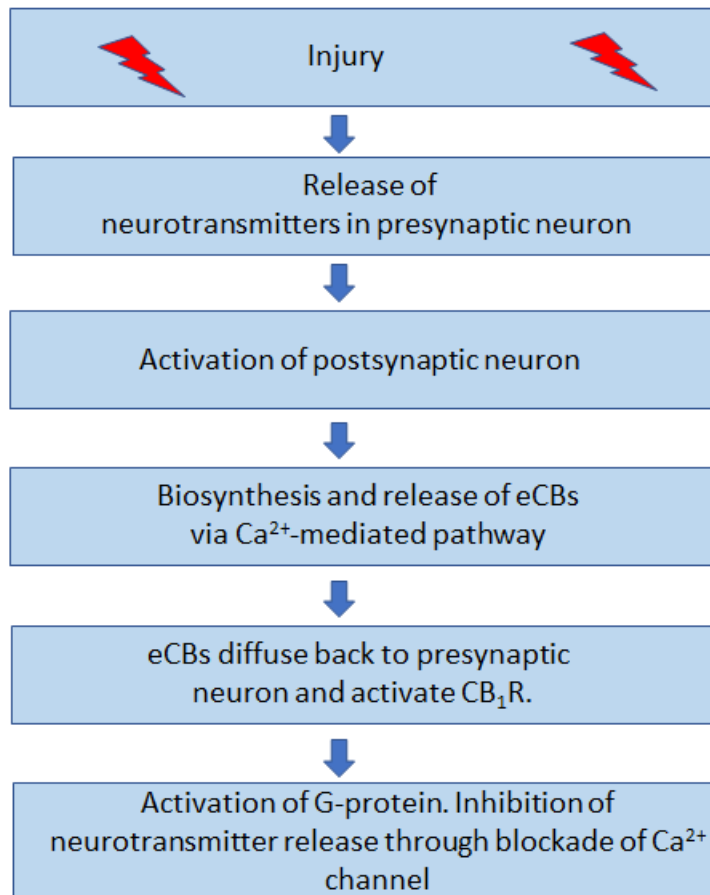 Injury
Release of
neurotransmitters in presynaptic neuron
Activation of postsynaptic neuron
Biosynthesis and release of eCBs
via Ca²⁺-mediated pathway
eCBs diffuse back to presynaptic
neuron and activate CB₁R.
Activation of G-protein. Inhibition of
neurotransmitter release through blockade of Ca²⁺
channel